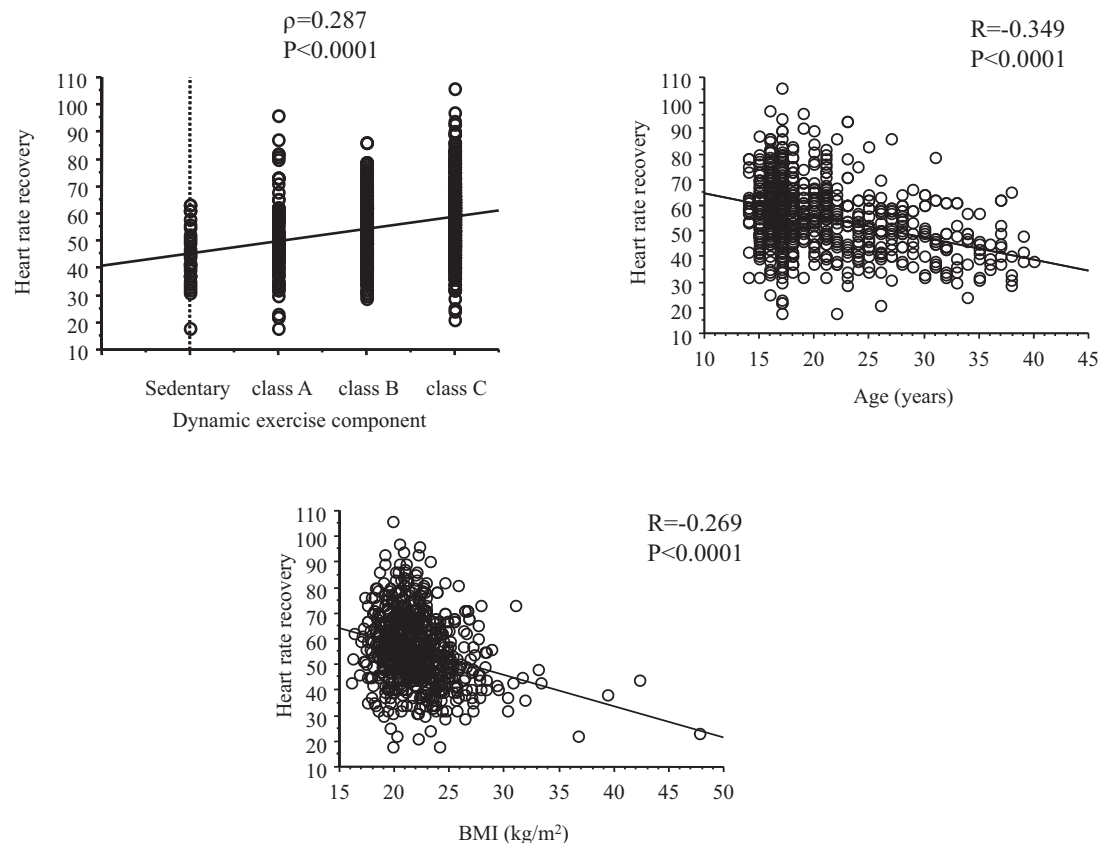 ρ=0.287
P<0.0001
110
100
90
80
70
60
50
40
30
20
10
Heart rate recovery
Sedentary class A class B class C
Dynamic exercise component
R=-0.349
P<0.0001
110
100
90
80
70
60
50
40
30
20
10
Heart rate recovery
10 15 20 25 30 35 40 45
Age (years)
R=-0.269
P<0.0001
110
100
90
80
70
60
50
40
30
20
10
Heart rate recovery
15 20 25 30 35 40 45 50
BMI (kg/m²)